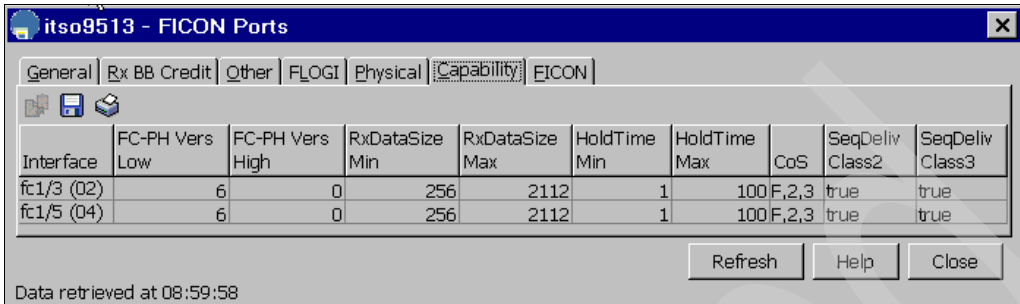 itso9513 - FICON Ports
General Rx BB Credit Other FLOGI Physical Capability FICON
FC-PH Vers FC-PH Vers RxDataSize RxDataSize HoldTime HoldTime SeqDeliv SeqDeliv
Interface Low High Min Max Min Max CoS Class2 Class3
fc1/3 (02) 6 0 256 2112 1 100 F,2,3 true true
fc1/5 (04) 6 0 256 2112 1 100 F,2,3 true true
Refresh Help Close
Data retrieved at 08:59:58